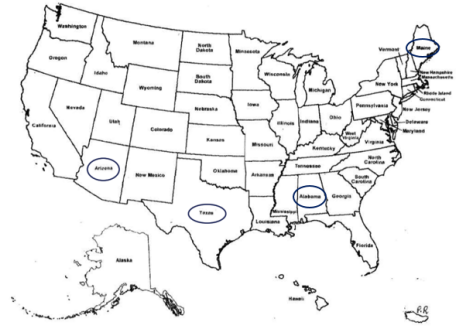 Washington
Montana
North Dakota
Minnesota
Vermont
Maine
Oregon
Idaho
South Dakota
Wisconsin
Michigan
New Hampshire
Massachusetts
Wyoming
New York
Rhode Island
Connecticut
Nevada
Nebraska
Iowa
Pennsylvania
New Jersey
Utah
Colorado
Illinois
Indiana
Ohio
Delaware
Maryland
California
Kansas
Missouri
West Virginia
Virginia
Kentucky
Arizona
New Mexico
Oklahoma
Arkansas
Tennessee
North Carolina
South Carolina
Texas
Mississippi
Alabama
Georgia
Louisiana
Florida
Alaska
Hawaii
P.R.